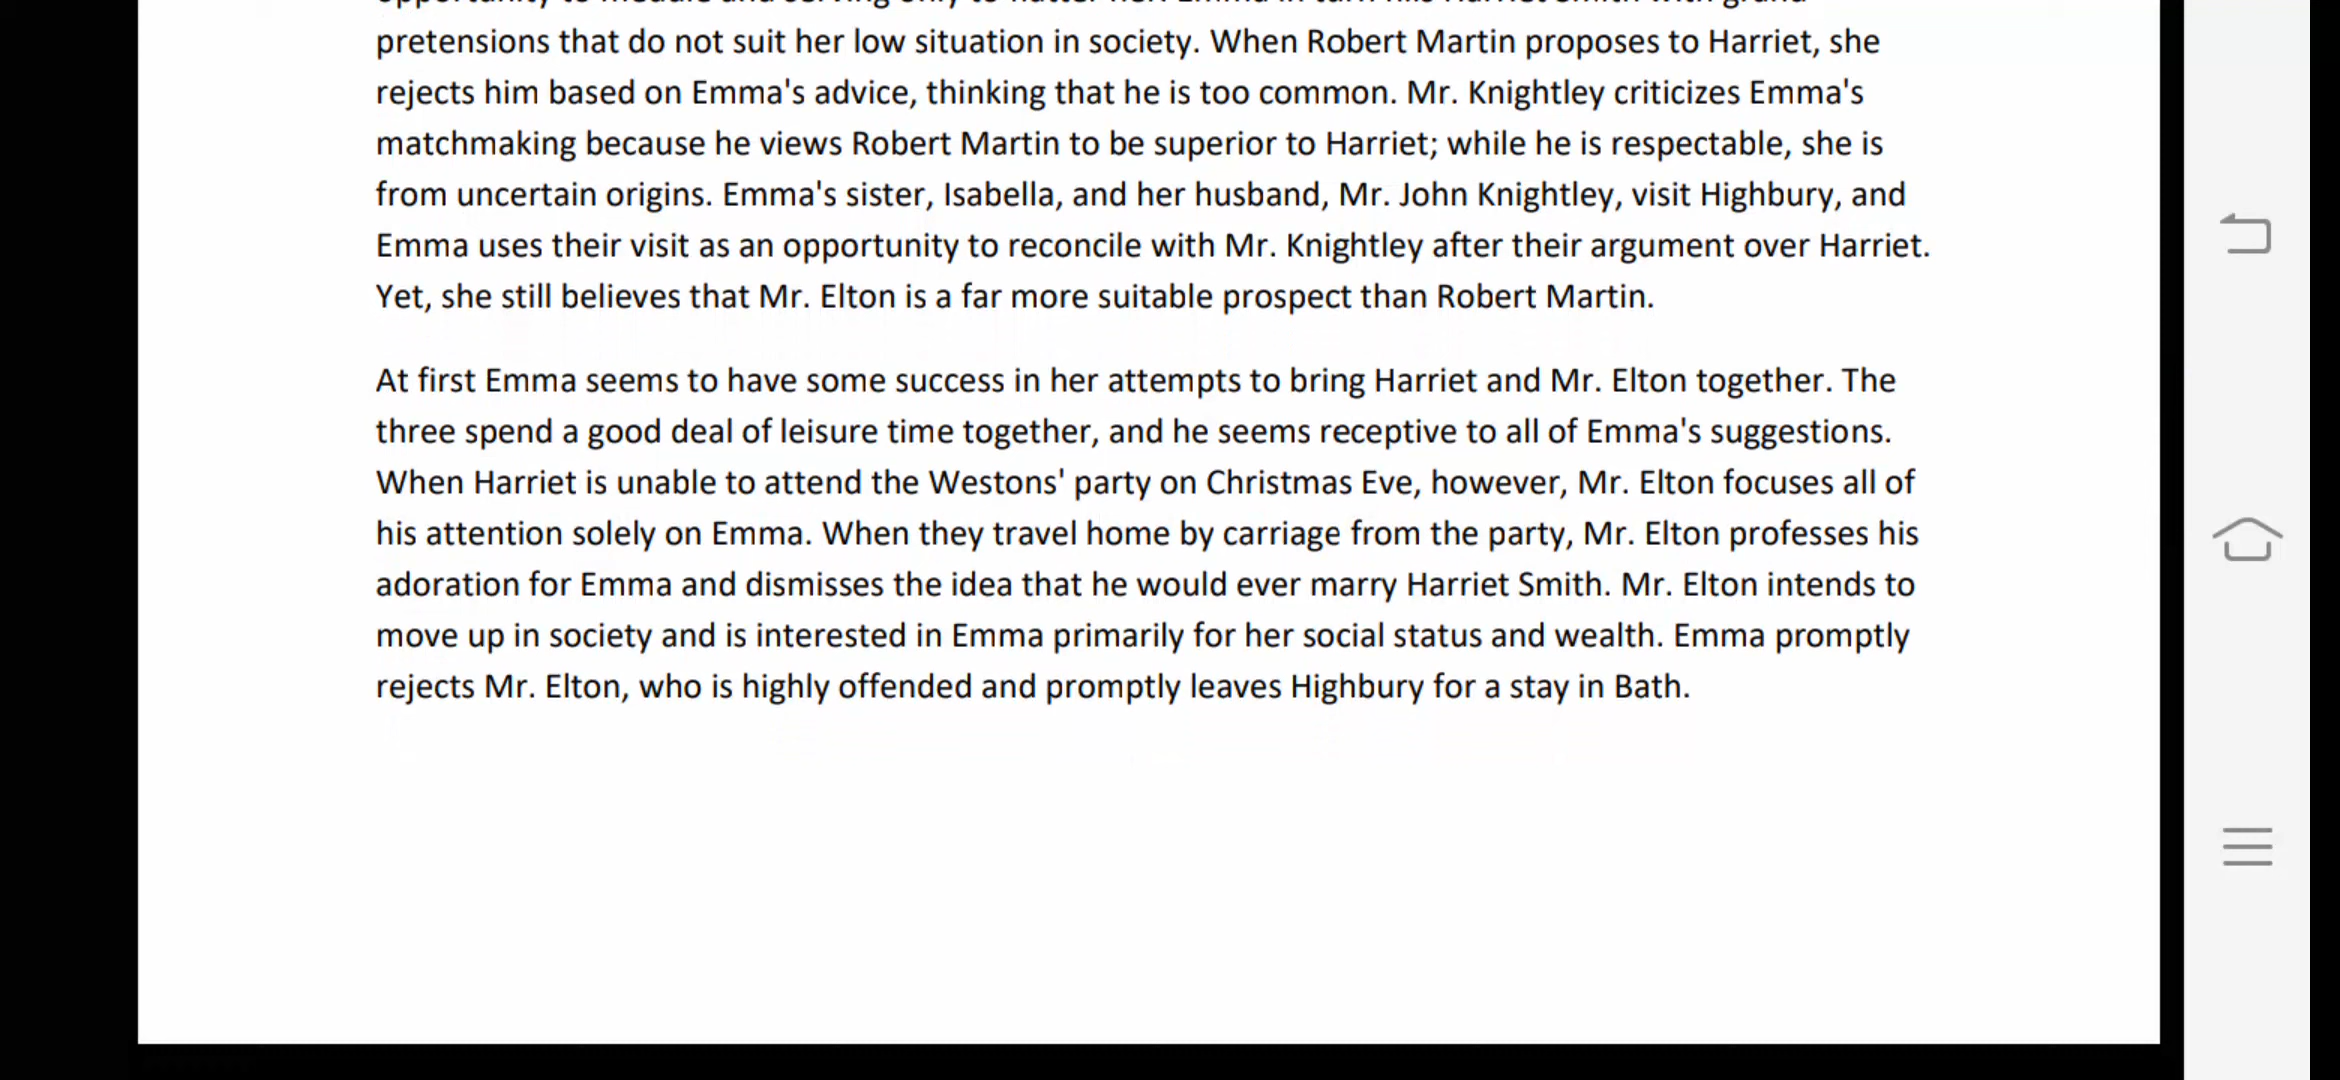 pretensions that do not suit her low situation in society. When Robert Martin proposes to Harriet, she
rejects him based on Emma's advice, thinking that he is too common. Mr. Knightley criticizes Emma's
matchmaking because he views Robert Martin to be superior to Harriet; while he is respectable, she is
from uncertain origins. Emma's sister, Isabella, and her husband, Mr. John Knightley, visit Highbury, and
Emma uses their visit as an opportunity to reconcile with Mr. Knightley after their argument over Harriet.
Yet, she still believes that Mr. Elton is a far more suitable prospect than Robert Martin.
At first Emma seems to have some success in her attempts to bring Harriet and Mr. Elton together. The
three spend a good deal of leisure time together, and he seems receptive to all of Emma's suggestions.
When Harriet is unable to attend the Westons' party on Christmas Eve, however, Mr. Elton focuses all of
his attention solely on Emma. When they travel home by carriage from the party, Mr. Elton professes his
adoration for Emma and dismisses the idea that he would ever marry Harriet Smith. Mr. Elton intends to
move up in society and is interested in Emma primarily for her social status and wealth. Emma promptly
rejects Mr. Elton, who is highly offended and promptly leaves Highbury for a stay in Bath.